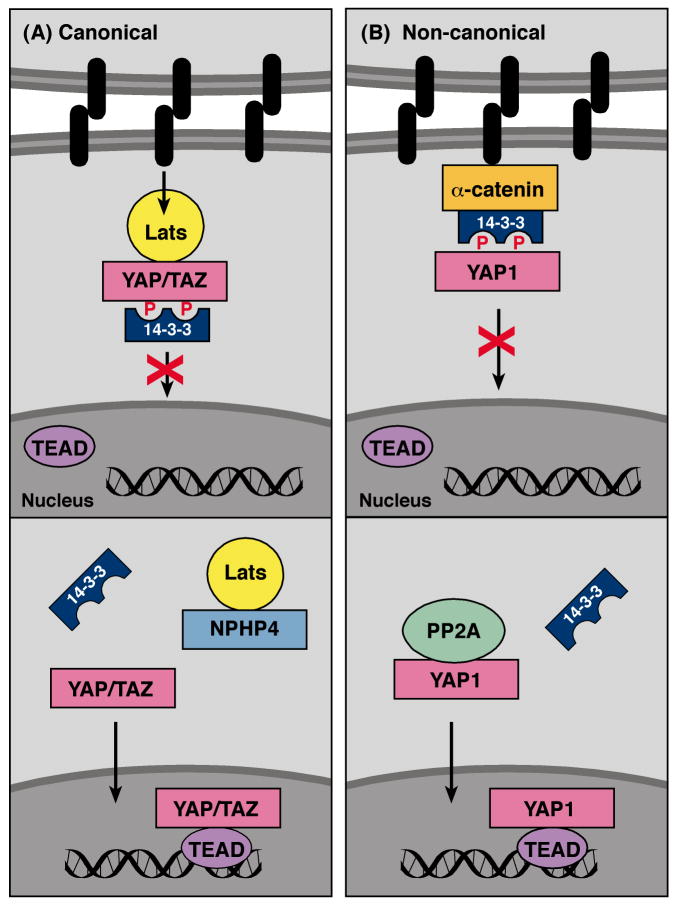 (A) Canonical
Lats
YAP/TAZ
P P
14-3-3
TEAD
Nucleus
14-3-3
Lats
NPHP4
YAP/TAZ
YAP/TAZ
TEAD
(B) Non-canonical
α-catenin
14-3-3
P P
YAP1
TEAD
Nucleus
PP2A
14-3-3
YAP1
YAP1
TEAD